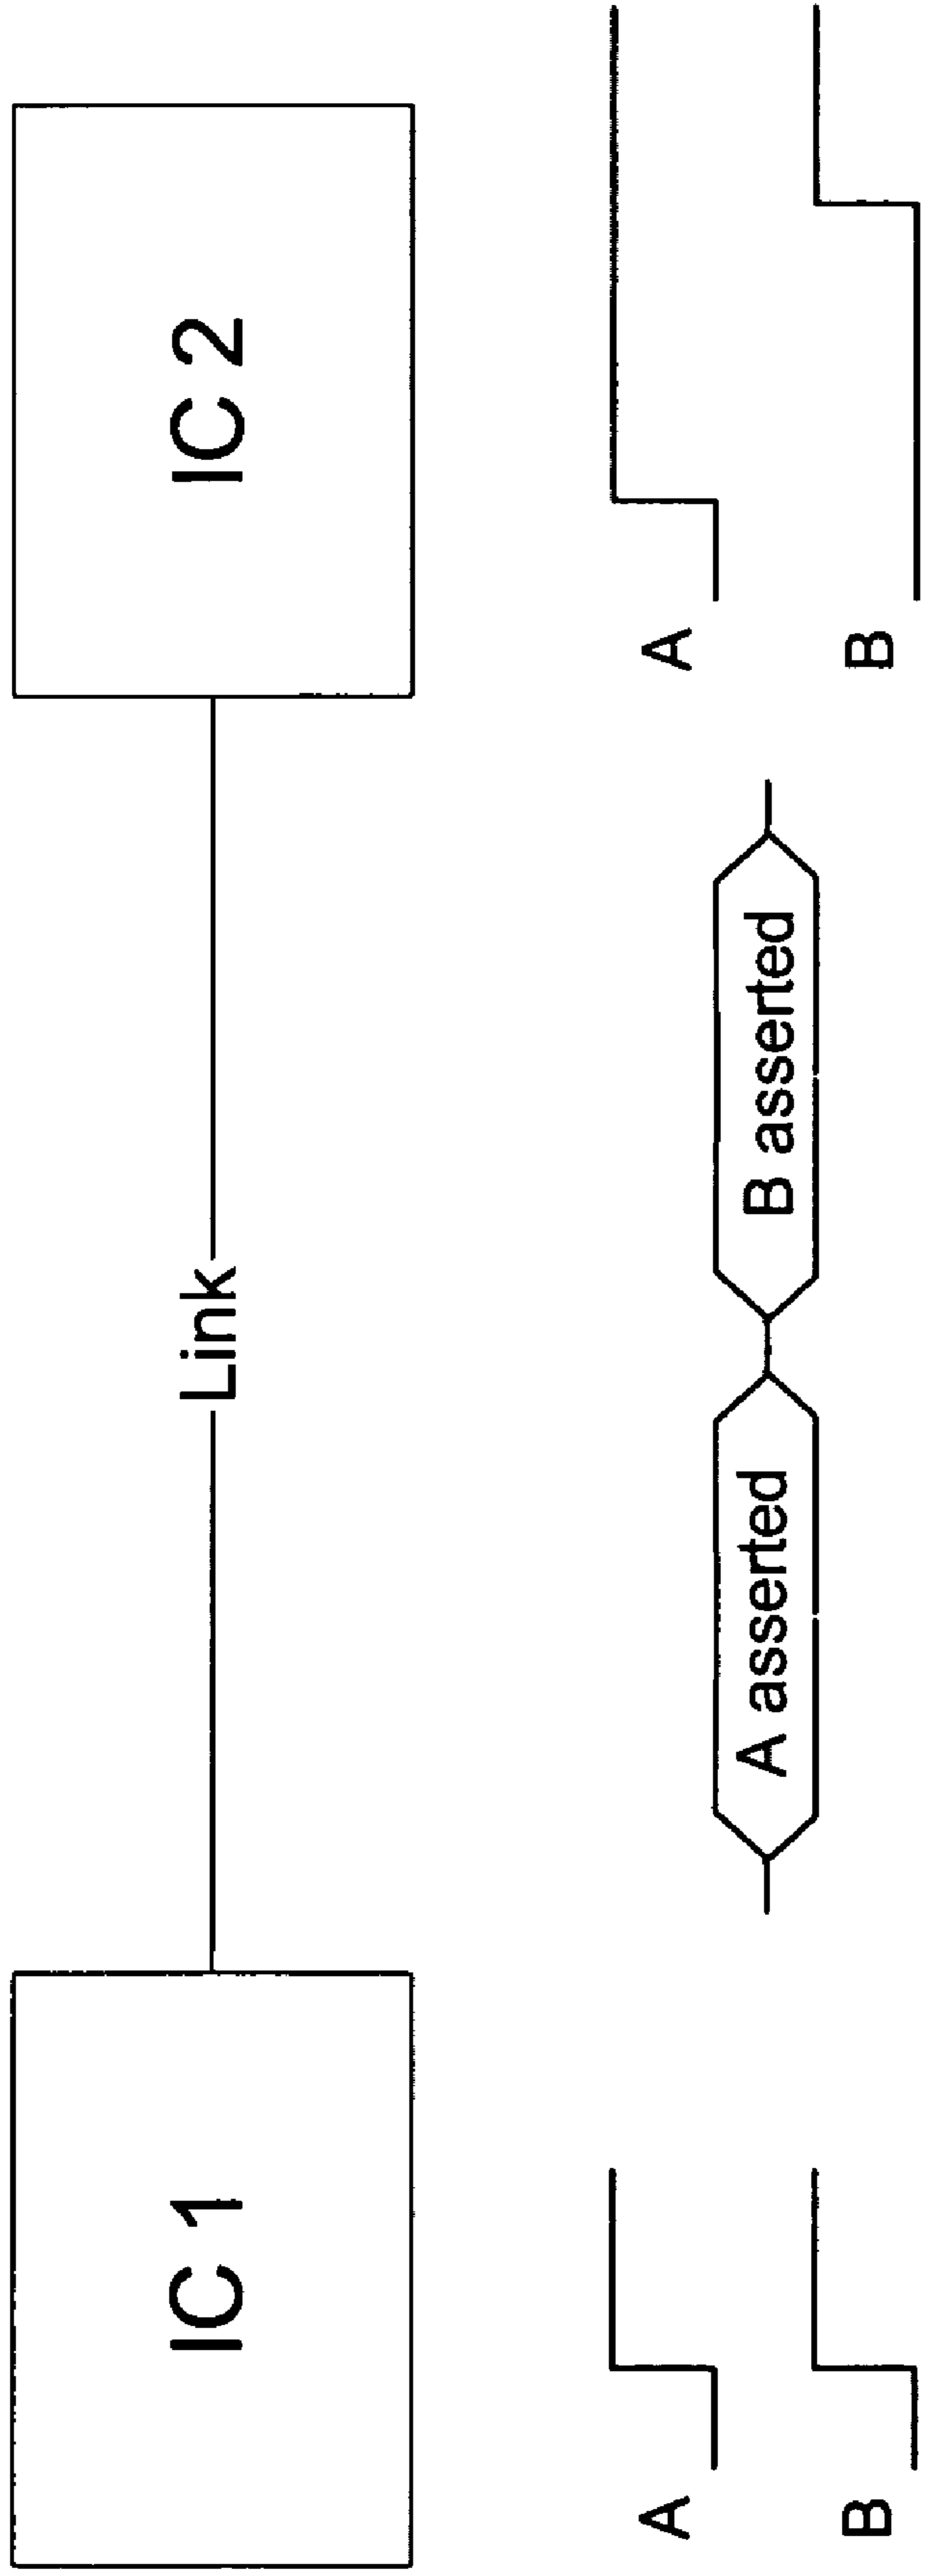 IC 1
Link
IC 2
A
A asserted
B asserted
A
B
B